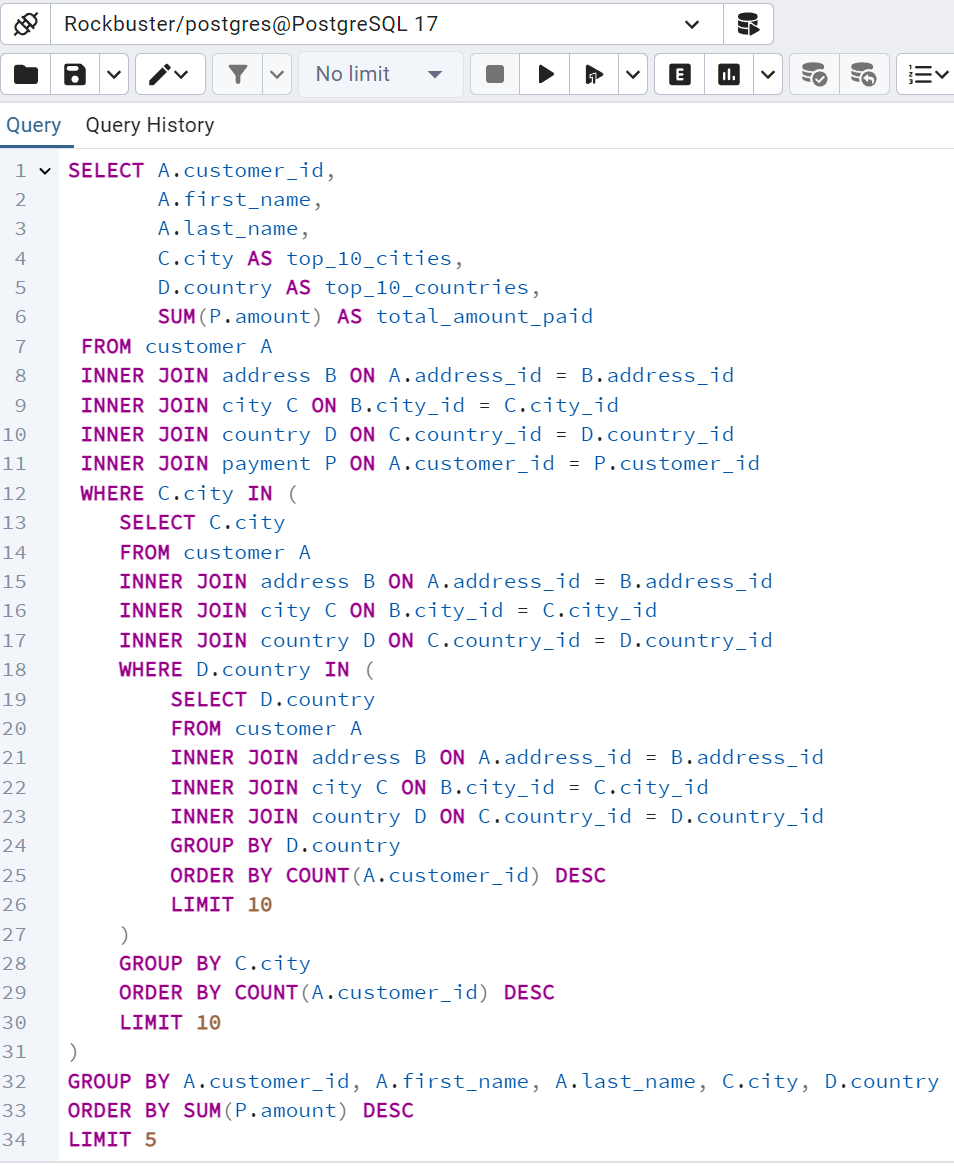 Rockbuster/postgres@PostgreSQL 17
No limit
Query Query History
1 SELECT A.customer_id,
2 A.first_name,
3 A.last_name,
4 C.city AS top_10_cities,
5 D.country AS top_10_countries,
6 SUM(P.amount) AS total_amount_paid
7 FROM customer A
8 INNER JOIN address B ON A.address_id = B.address_id
9 INNER JOIN city C ON B.city_id = C.city_id
10 INNER JOIN country D ON C.country_id = D.country_id
11 INNER JOIN payment P ON A.customer_id = P.customer_id
12 WHERE C.city IN (
13 SELECT C.city
14 FROM customer A
15 INNER JOIN address B ON A.address_id = B.address_id
16 INNER JOIN city C ON B.city_id = C.city_id
17 INNER JOIN country D ON C.country_id = D.country_id
18 WHERE D.country IN (
19 SELECT D.country
20 FROM customer A
21 INNER JOIN address B ON A.address_id = B.address_id
22 INNER JOIN city C ON B.city_id = C.city_id
23 INNER JOIN country D ON C.country_id = D.country_id
24 GROUP BY D.country
25 ORDER BY COUNT(A.customer_id) DESC
26 LIMIT 10
27 )
28 GROUP BY C.city
29 ORDER BY COUNT(A.customer_id) DESC
30 LIMIT 10
31 )
32 GROUP BY A.customer_id, A.first_name, A.last_name, C.city, D.country
33 ORDER BY SUM(P.amount) DESC
34 LIMIT 5